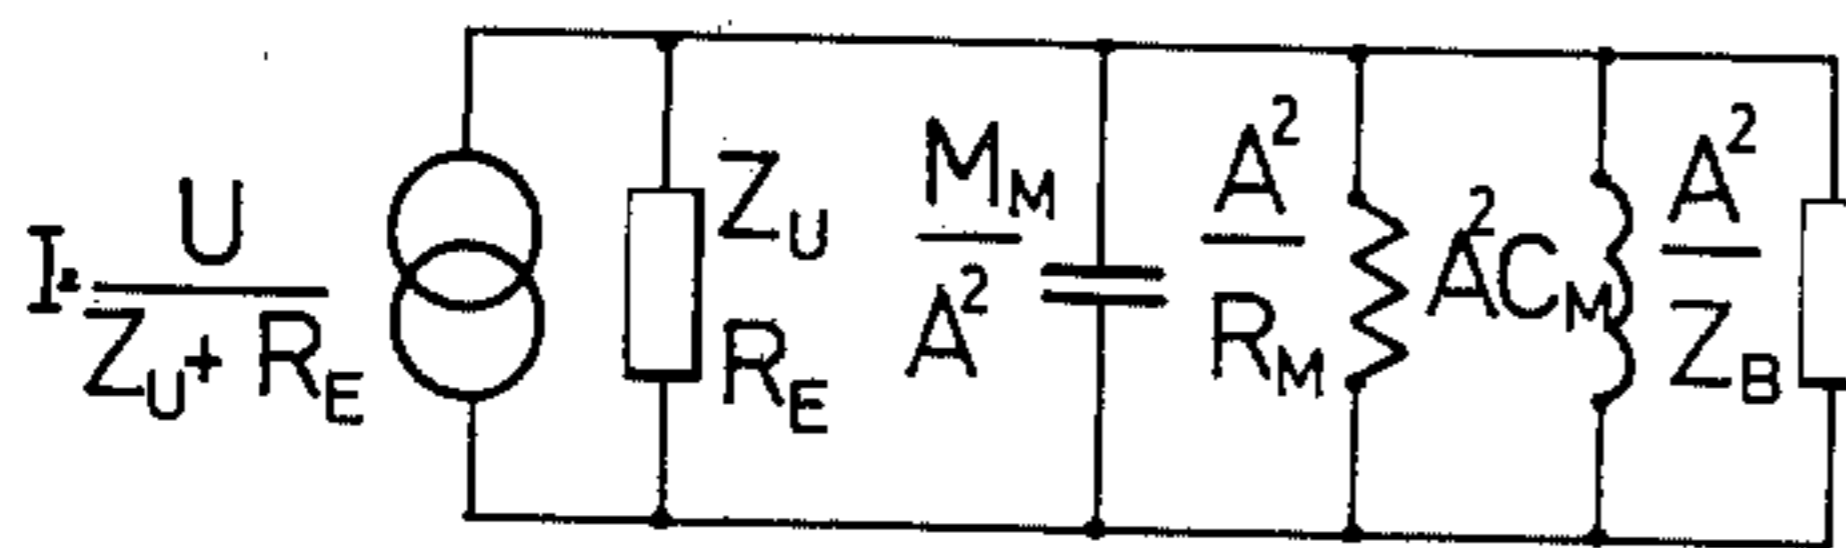 I = U / (Z_U + R_E)
Z_U
R_E
M_M / A²
A² / R_M
A²C_M
A² / Z_B